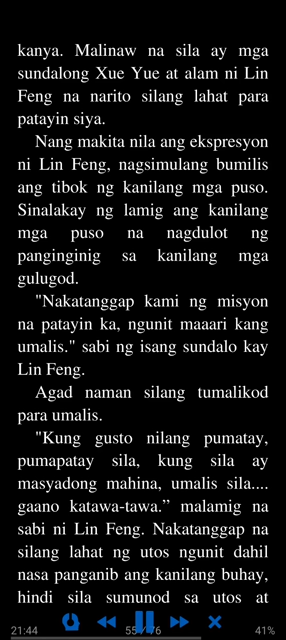 kanya. Malinaw na sila ay mga
sundalong Xue Yue at alam ni Lin
Feng na narito silang lahat para
patayin siya.
Nang makita nila ang ekspresyon
ni Lin Feng, nagsimulang bumilis
ang tibok ng kanilang mga puso.
Sinalakay ng lamig ang kanilang
mga puso na nagdulot ng
panginginig sa kanilang mga
gulugod.
"Nakatanggap kami ng misyon
na patayin ka, ngunit maaari kang
umalis." sabi ng isang sundalo kay
Lin Feng.
Agad naman silang tumalikod
para umalis.
"Kung gusto nilang pumatay,
pumapatay sila, kung sila ay
masyadong mahina, umalis sila....
gaano katawa-tawa.” malamig na
sabi ni Lin Feng. Nakatanggap na
silang lahat ng utos ngunit dahil
nasa panganib ang kanilang buhay,
hindi sila sumunod sa utos at
21:44
41%